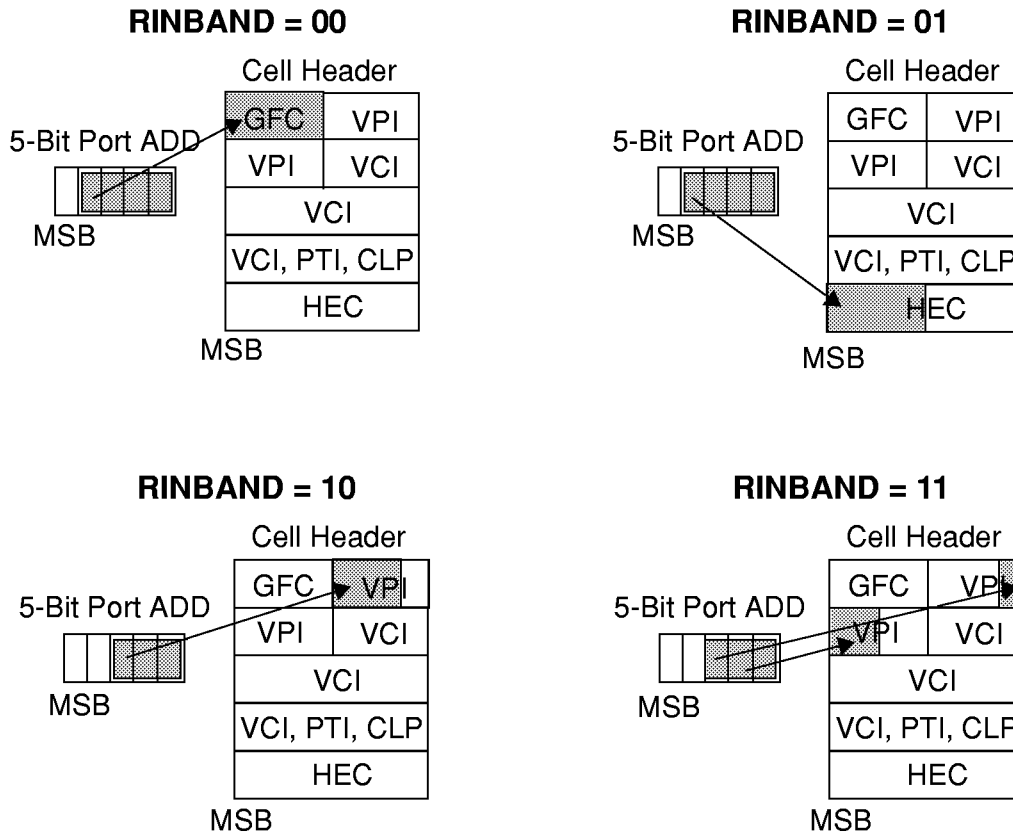 RINBAND = 00
Cell Header
GFC VPI
5-Bit Port ADD
VPI VCI
VCI
MSB
VCI, PTI, CLP
HEC
MSB
RINBAND = 01
Cell Header
GFC VPI
5-Bit Port ADD
VPI VCI
VCI
MSB
VCI, PTI, CLP
HEC
MSB
RINBAND = 10
Cell Header
GFC VPI
5-Bit Port ADD
VPI VCI
VCI
MSB
VCI, PTI, CLP
HEC
MSB
RINBAND = 11
Cell Header
GFC VPI
5-Bit Port ADD
VPI VCI
VCI
MSB
VCI, PTI, CLP
HEC
MSB